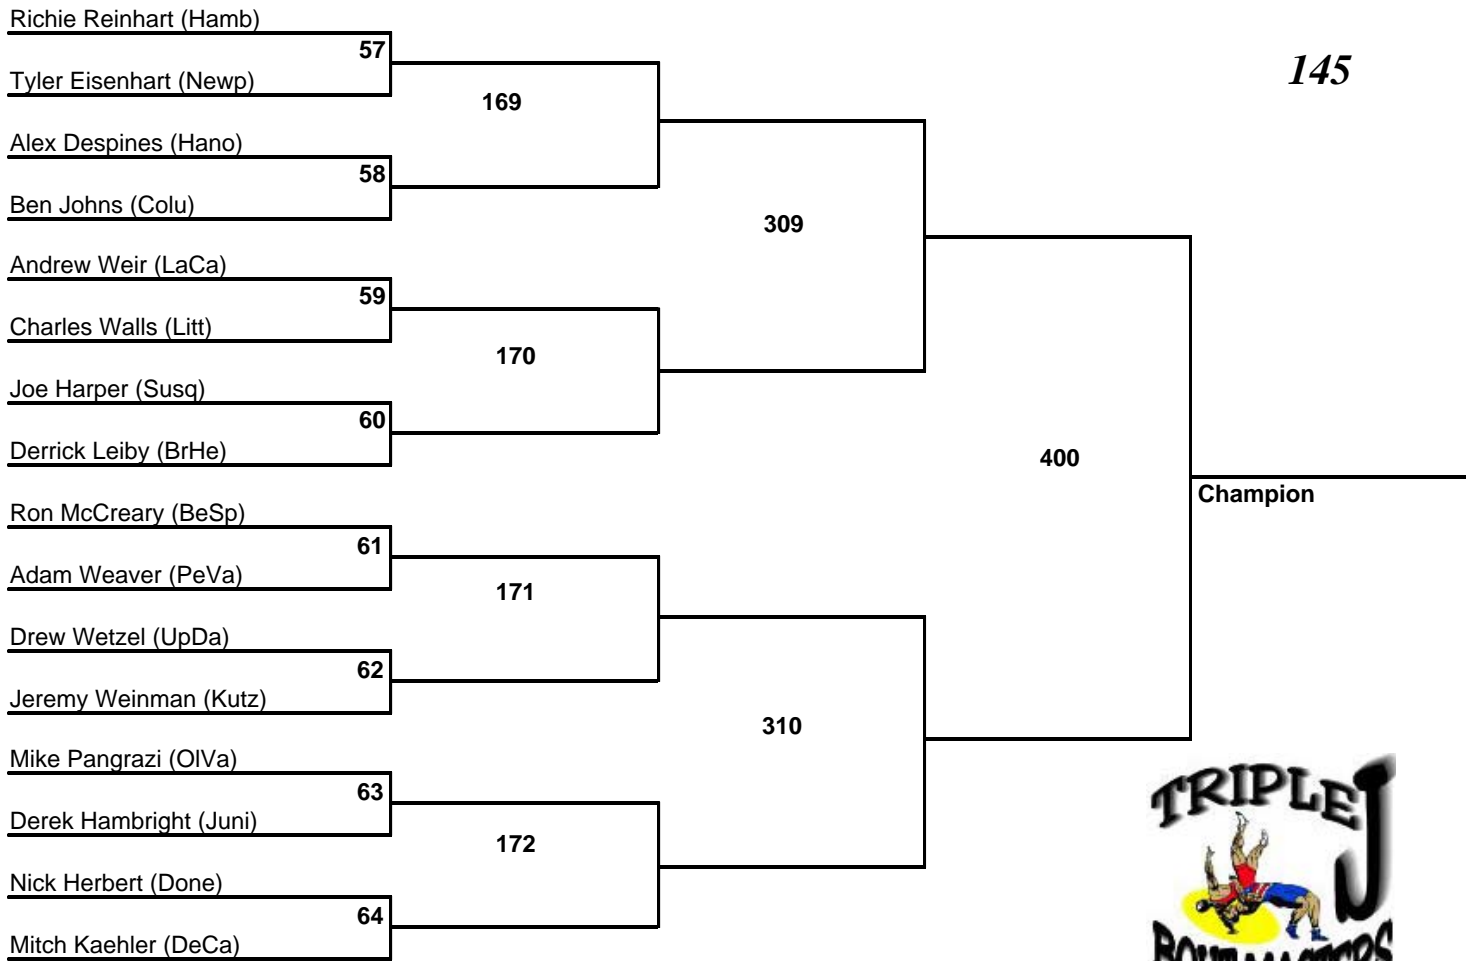 Richie Reinhart (Hamb)
57
Tyler Eisenhart (Newp)
145
169
Alex Despines (Hano)
58
Ben Johns (Colu)
309
Andrew Weir (LaCa)
59
Charles Walls (Litt)
170
Joe Harper (Susq)
60
Derrick Leiby (BrHe)
400
Champion
Ron McCreary (BeSp)
61
Adam Weaver (PeVa)
171
Drew Wetzel (UpDa)
62
Jeremy Weinman (Kutz)
310
Mike Pangrazi (OlVa)
63
Derek Hambright (Juni)
172
Nick Herbert (Done)
64
Mitch Kaehler (DeCa)
TRIPLE J
BOUT MASTERS